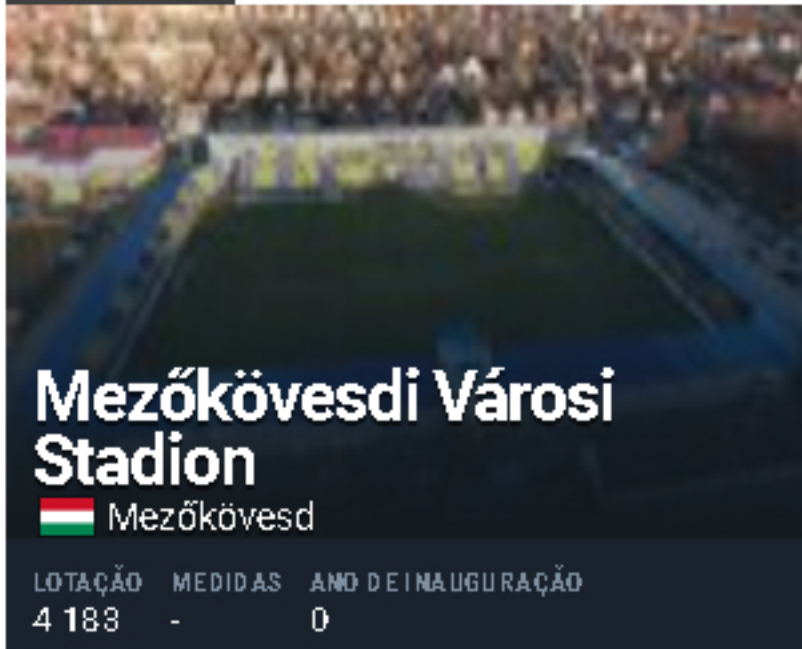 Mezőkövesdi Városi
Stadion
Mezőkövesd
LOTAÇÃO MEDIDAS ANO DE INAUGURAÇÃO
4 183 - 0